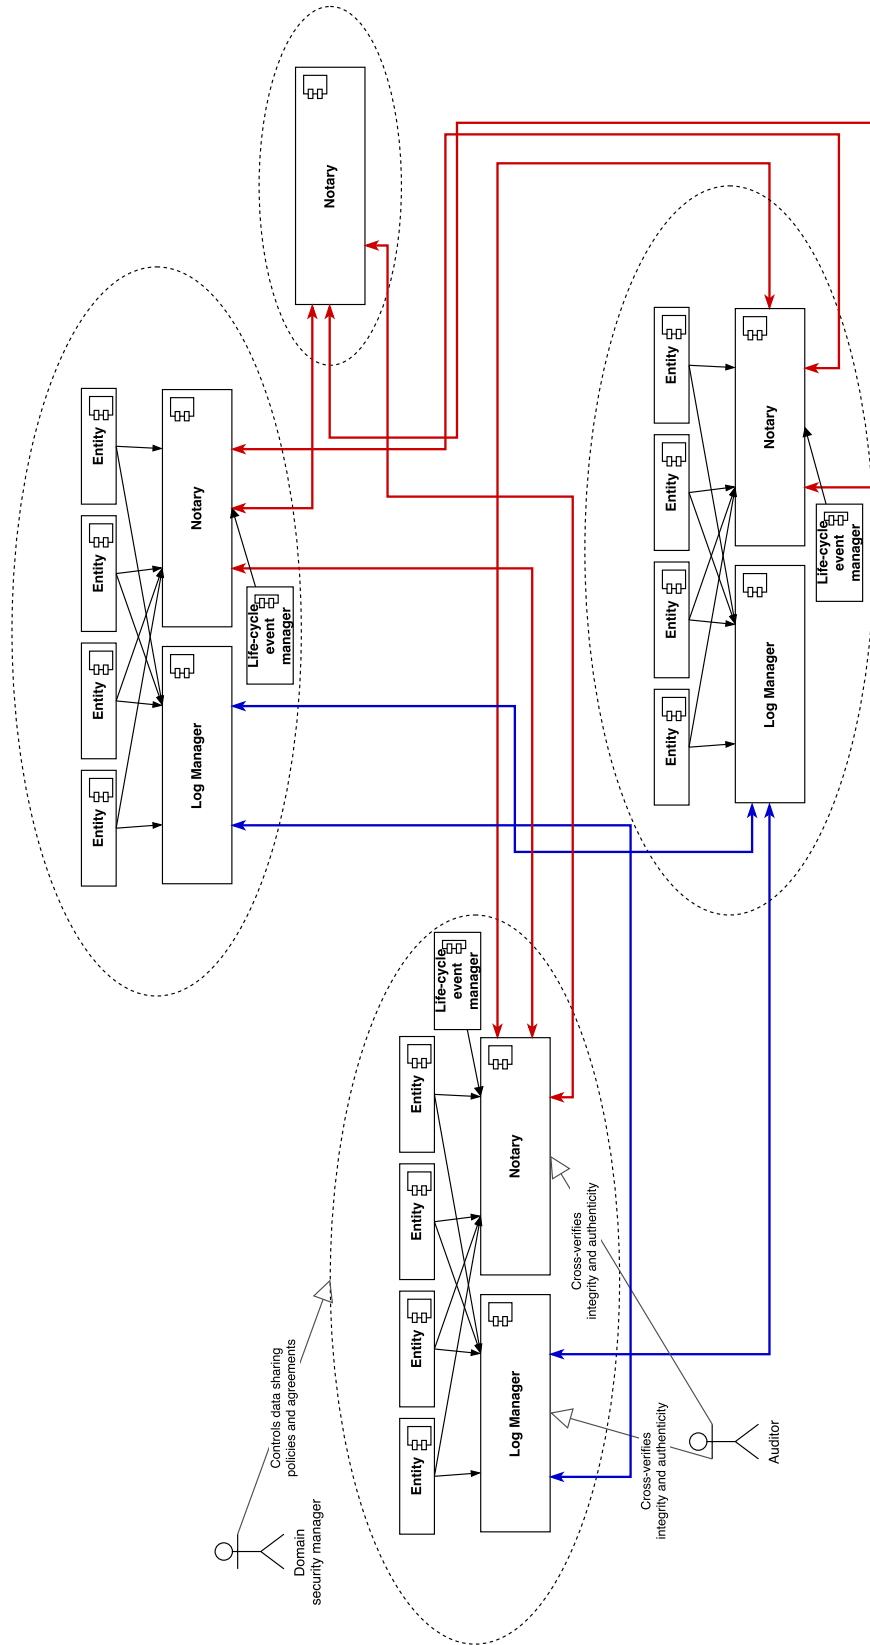 Notary
Entity
Entity
Entity
Entity
Notary
Log Manager
Life-cycle
event
manager
Entity
Entity
Entity
Entity
Notary
Log Manager
Life-cycle
event
manager
Life-cycle
event
manager
Entity
Entity
Entity
Entity
Notary
Log Manager
Controls data sharing
policies and agreements
Domain
security manager
Cross-verifies
integrity and authenticity
Cross-verifies
integrity and authenticity
Auditor